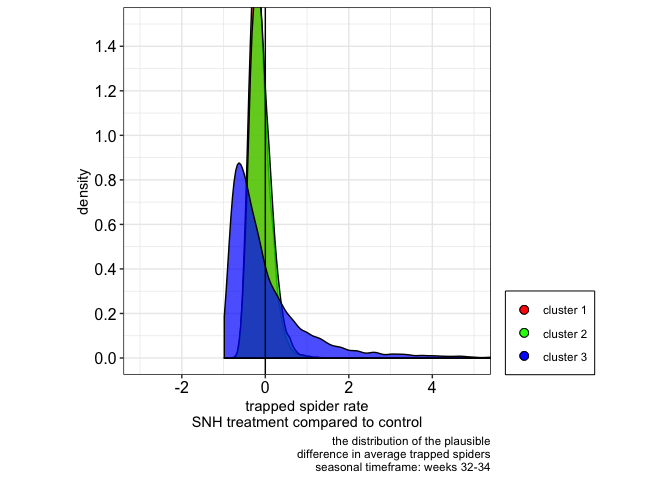 1.4
1.2
1.0
0.8
0.6
0.4
0.2
0.0
density
-2
0
2
4
trapped spider rate
SNH treatment compared to control
cluster 1
cluster 2
cluster 3
the distribution of the plausible
difference in average trapped spiders
seasonal timeframe: weeks 32-34